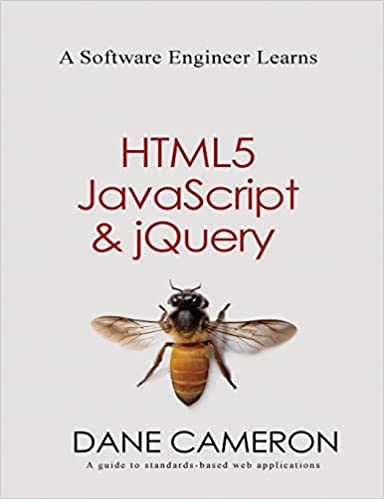 A Software Engineer Learns
HTML5
JavaScript
& jQuery
DANE CAMERON
A guide to standards-based web applications